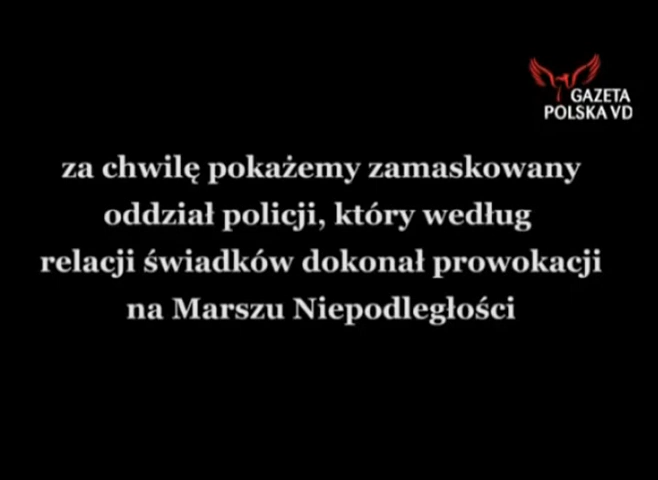 GAZETA
POLSKA VD
za chwilę pokażemy zamaskowany
oddział policji, który według
relacji świadków dokonał prowokacji
na Marszu Niepodległości